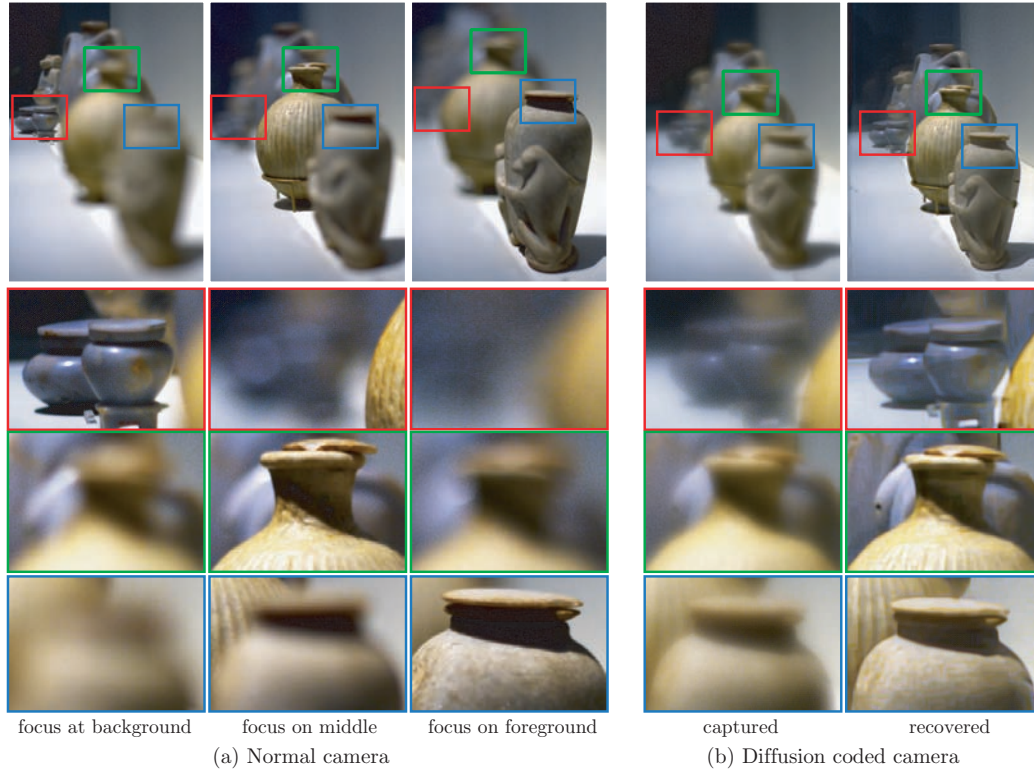 focus at background focus on middle focus on foreground captured recovered
(a) Normal camera (b) Diffusion coded camera